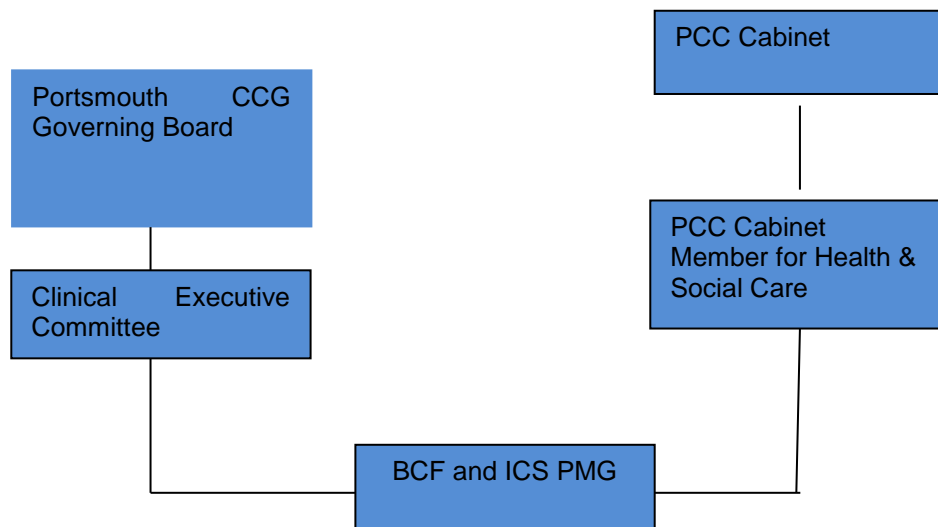 PCC Cabinet
Portsmouth CCG
Governing Board
PCC Cabinet
Member for Health &
Social Care
Clinical Executive
Committee
BCF and ICS PMG